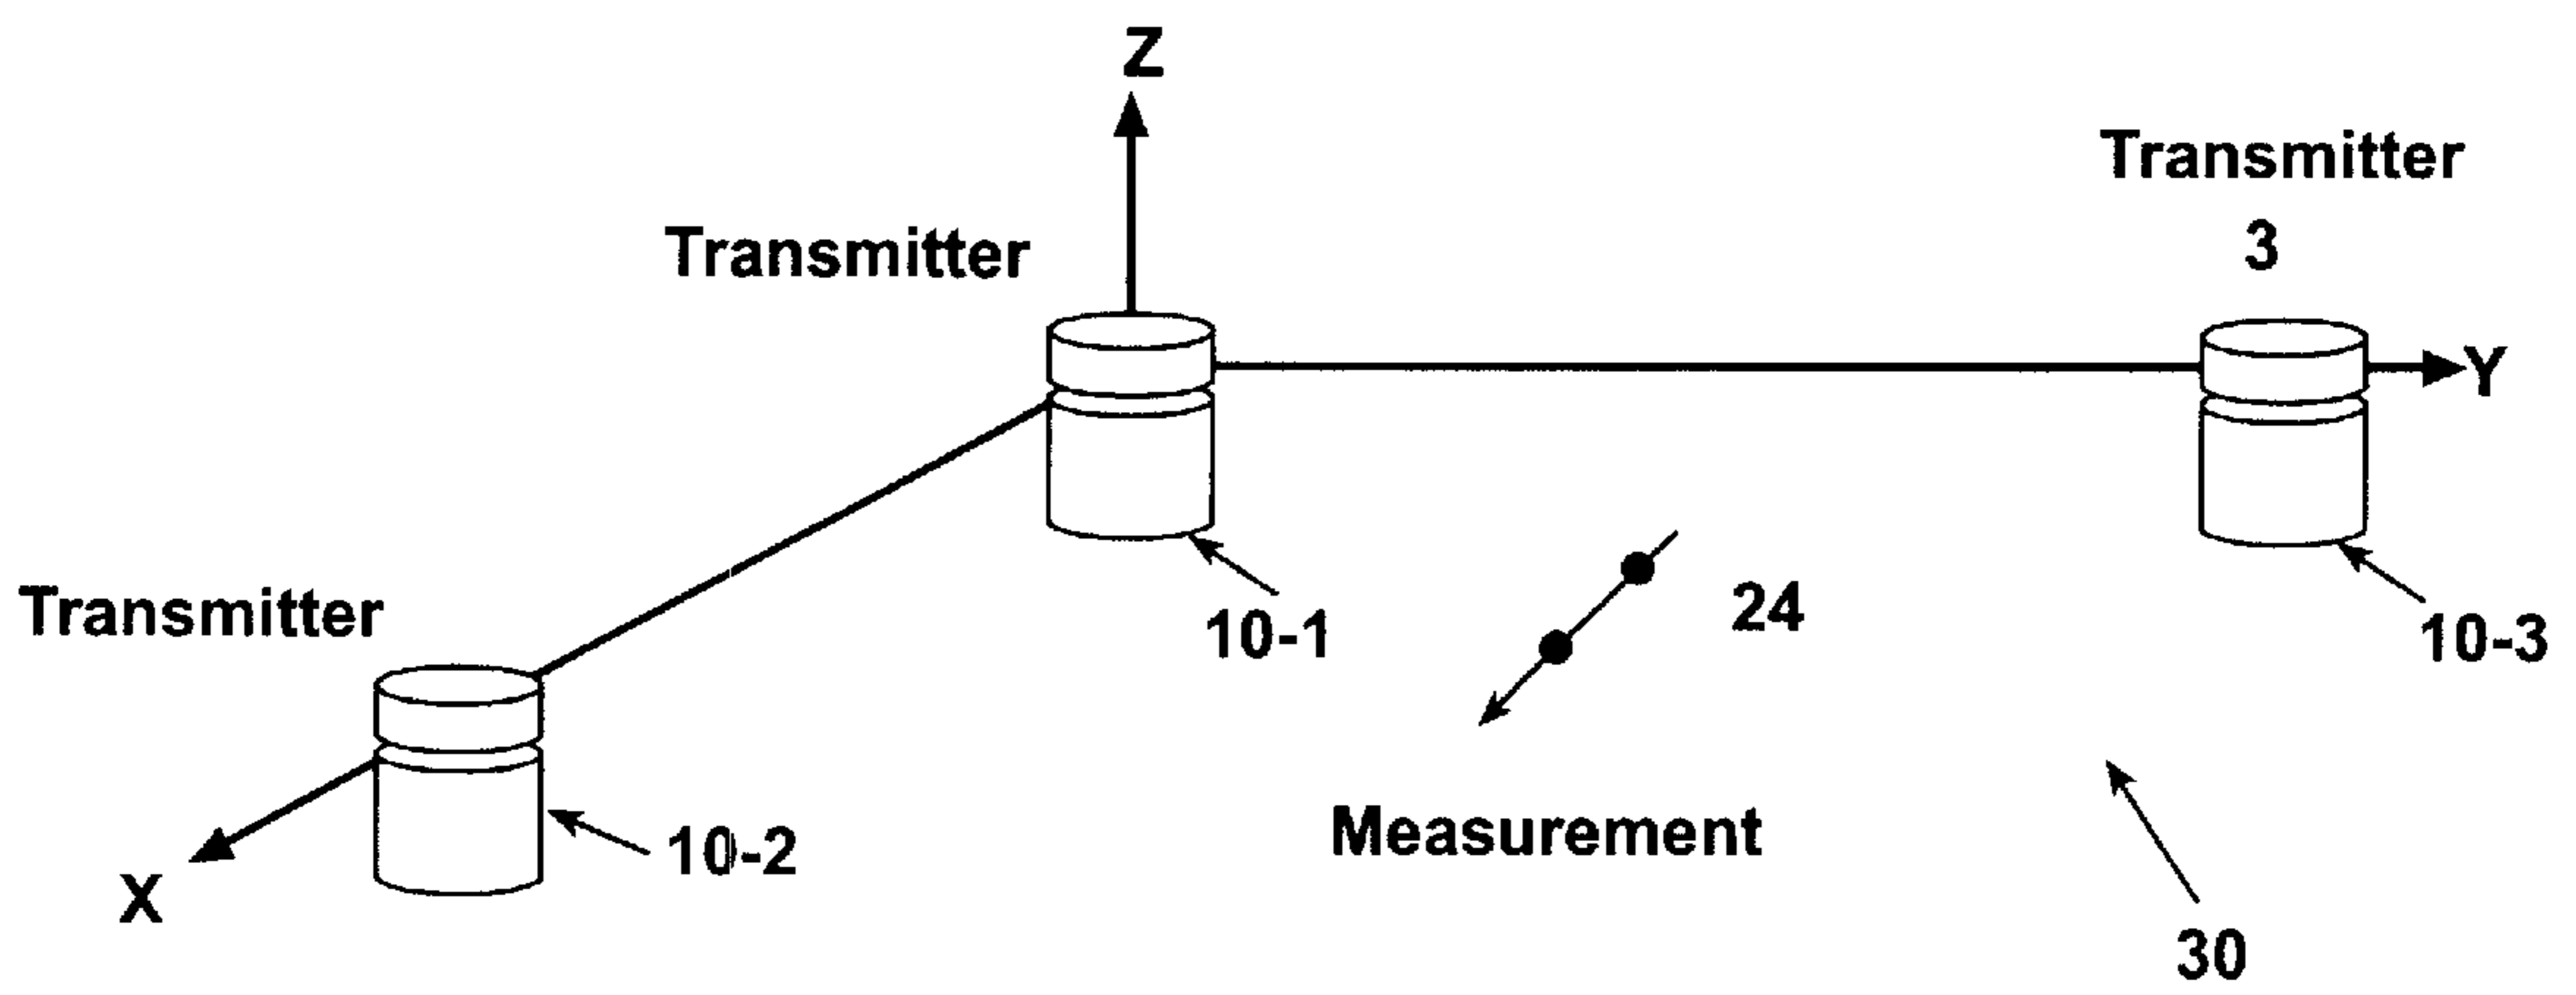 Z
Transmitter
3
Transmitter
Y
Transmitter
10-1
24
10-3
Measurement
10-2
X
30